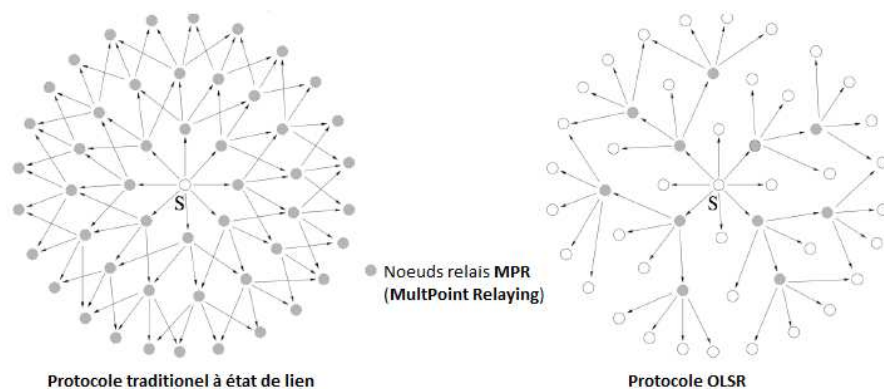 S
S
Noeuds relais MPR
(MultPoint Relaying)
Protocole traditionel à état de lien
Protocole OLSR